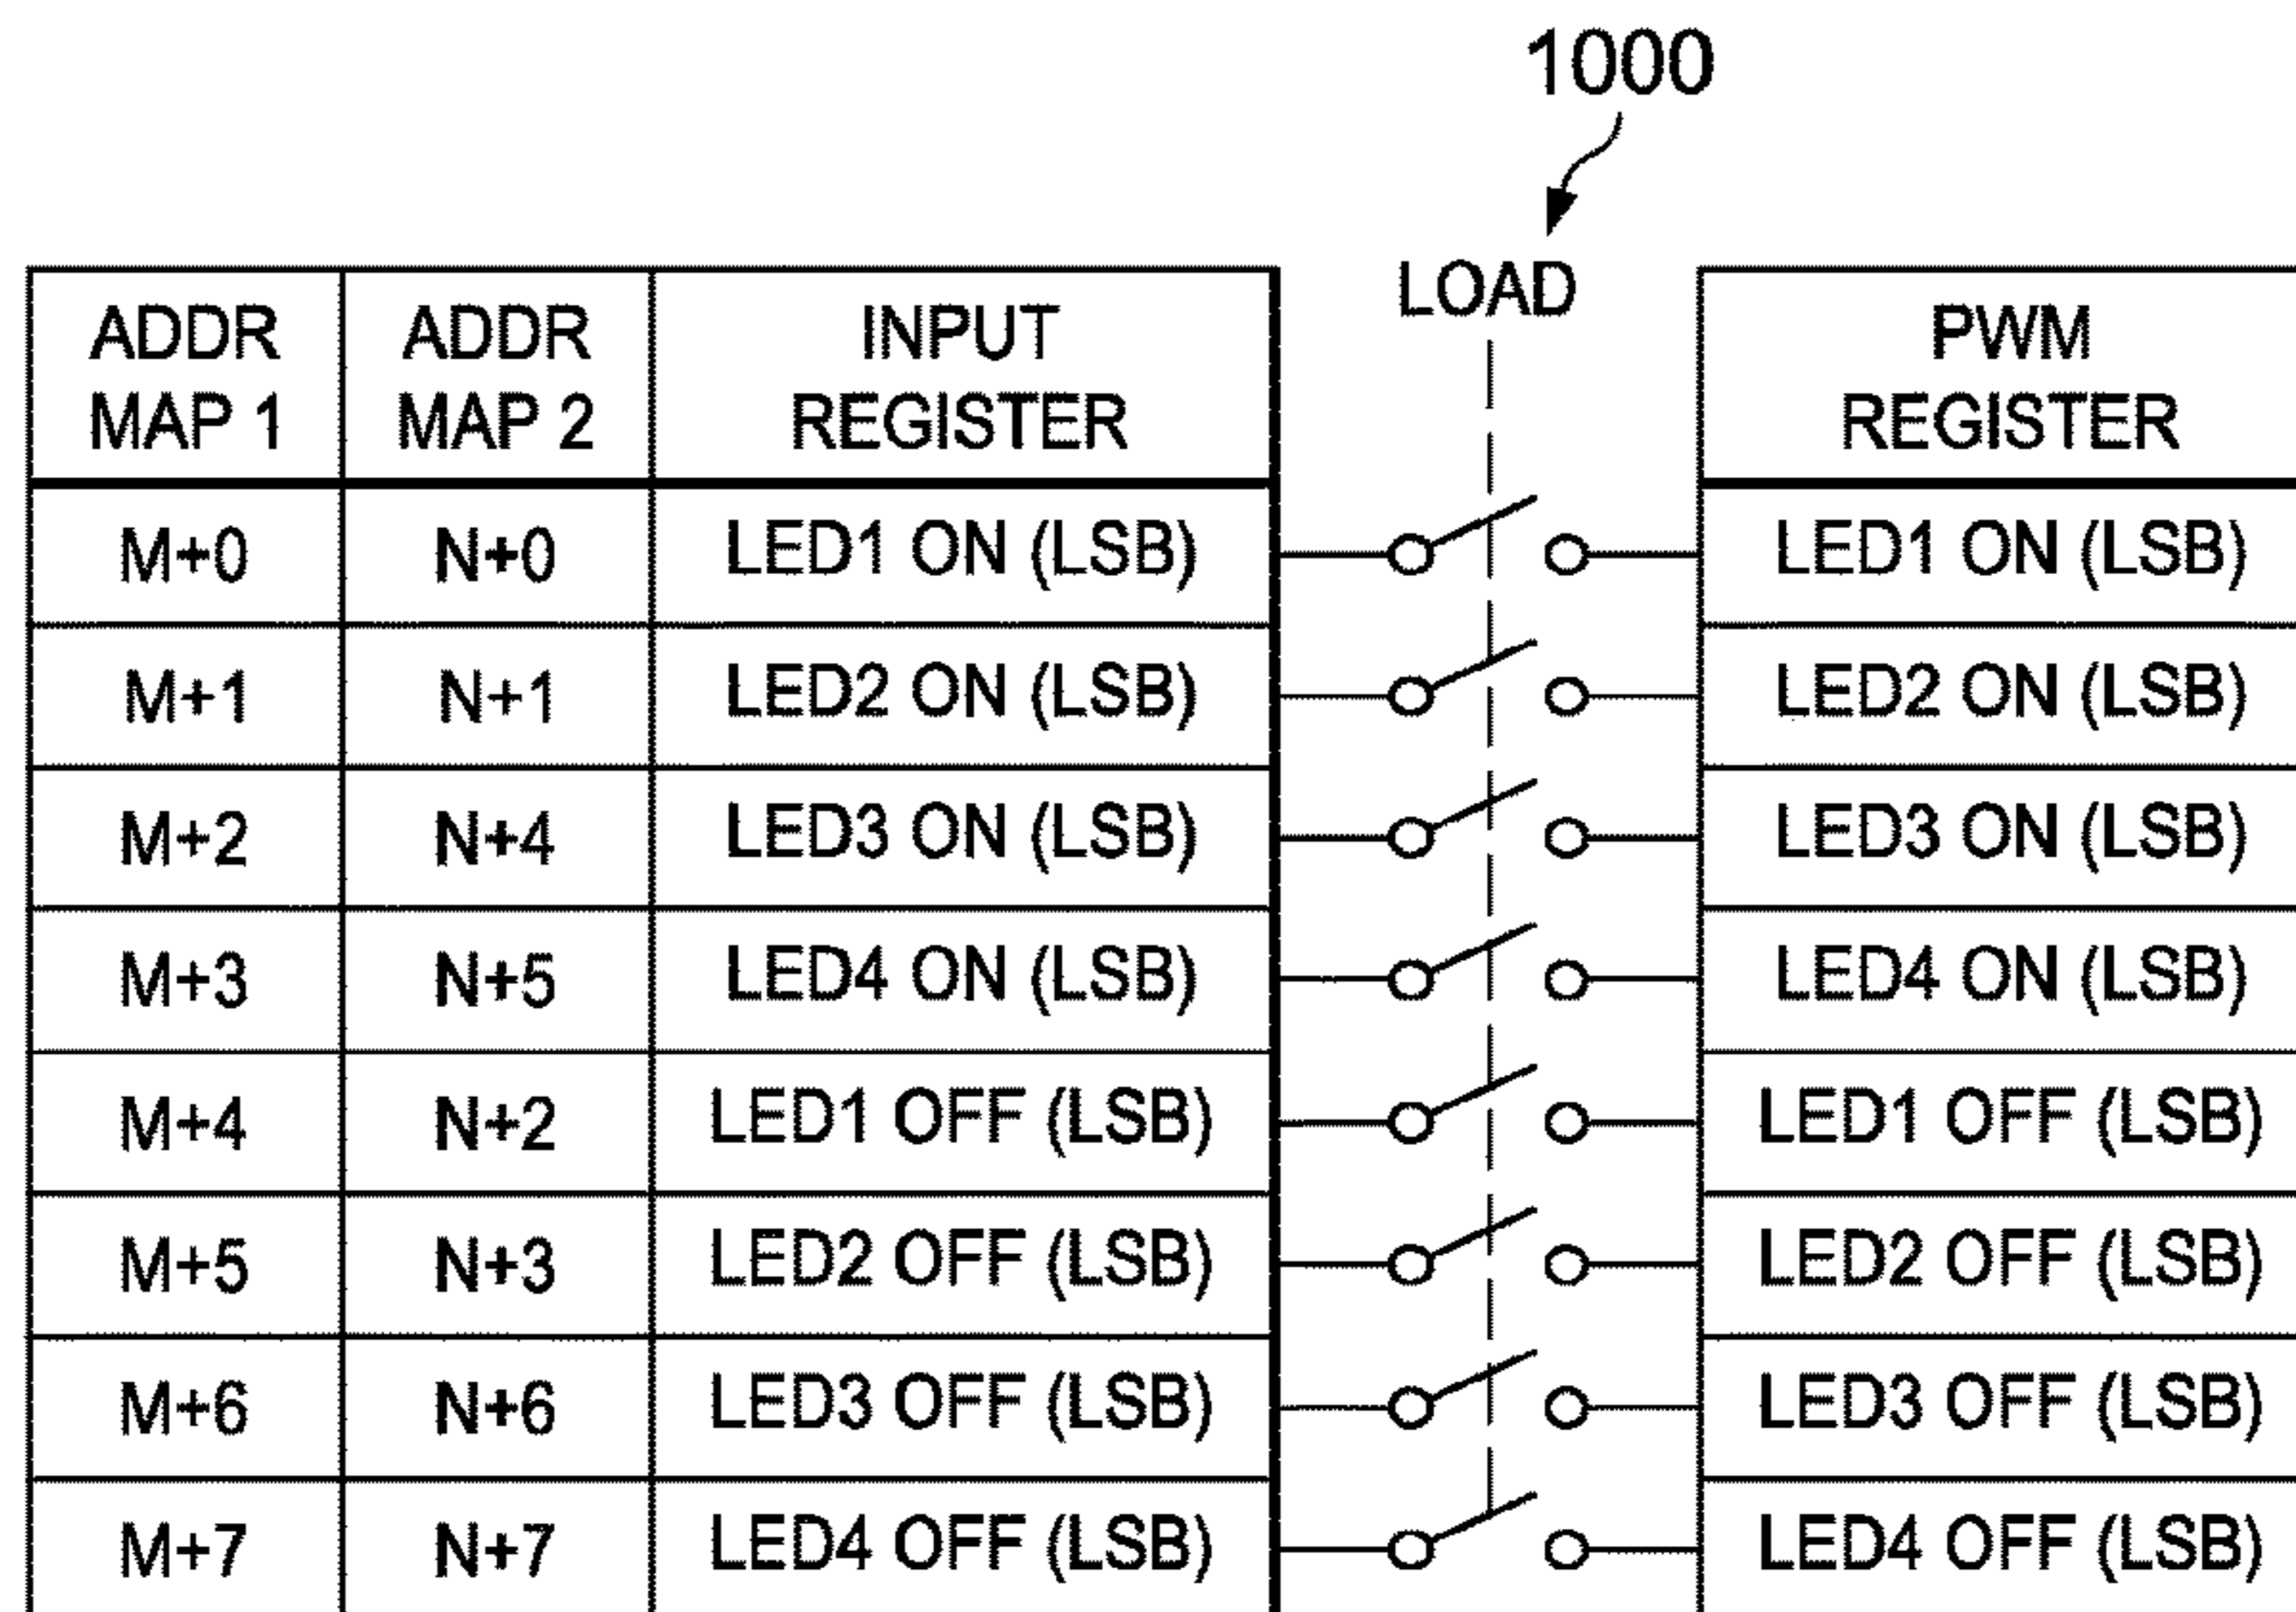 1000
LOAD
ADDR MAP 1 ADDR MAP 2 INPUT REGISTER PWM REGISTER
M+0 N+0 LED1 ON (LSB) LED1 ON (LSB)
M+1 N+1 LED2 ON (LSB) LED2 ON (LSB)
M+2 N+4 LED3 ON (LSB) LED3 ON (LSB)
M+3 N+5 LED4 ON (LSB) LED4 ON (LSB)
M+4 N+2 LED1 OFF (LSB) LED1 OFF (LSB)
M+5 N+3 LED2 OFF (LSB) LED2 OFF (LSB)
M+6 N+6 LED3 OFF (LSB) LED3 OFF (LSB)
M+7 N+7 LED4 OFF (LSB) LED4 OFF (LSB)